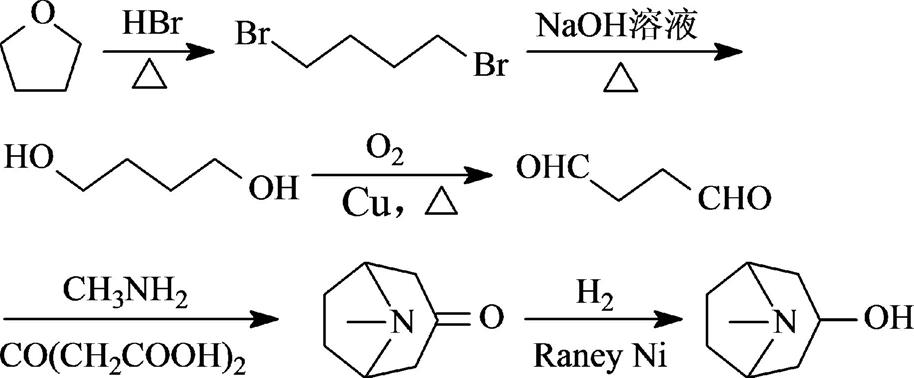 O
HBr
△
Br
Br
NaOH溶液
△
HO
OH
O₂
Cu，△
OHC
CHO
CH₃NH₂
CO(CH₂COOH)₂
N
O
H₂
Raney Ni
N
OH